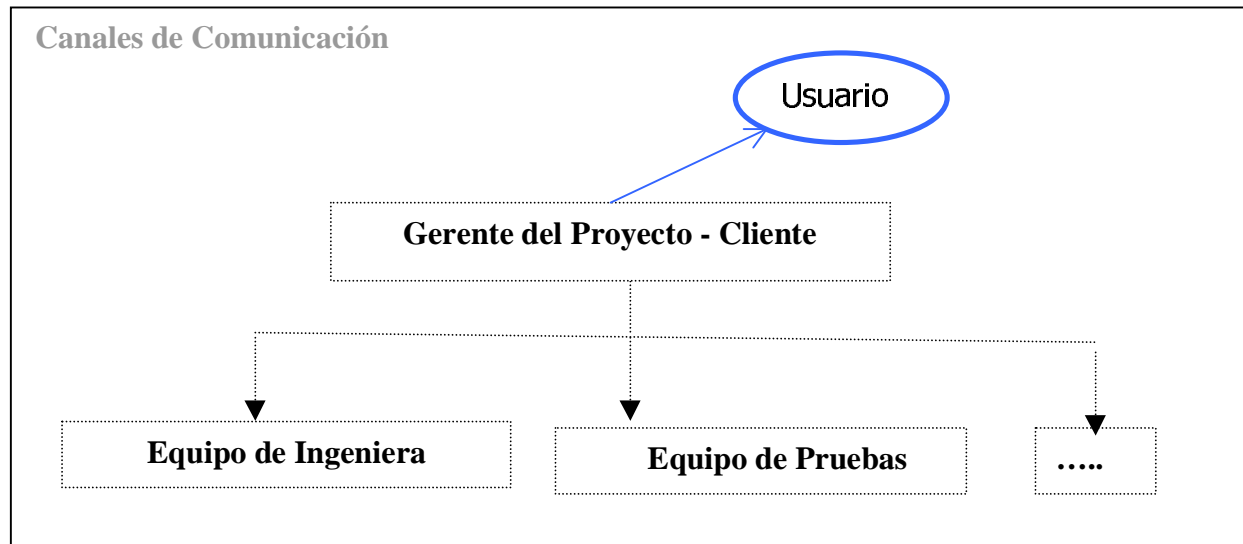 Canales de Comunicación
Usuario
Gerente del Proyecto - Cliente
Equipo de Ingeniera
Equipo de Pruebas
…..